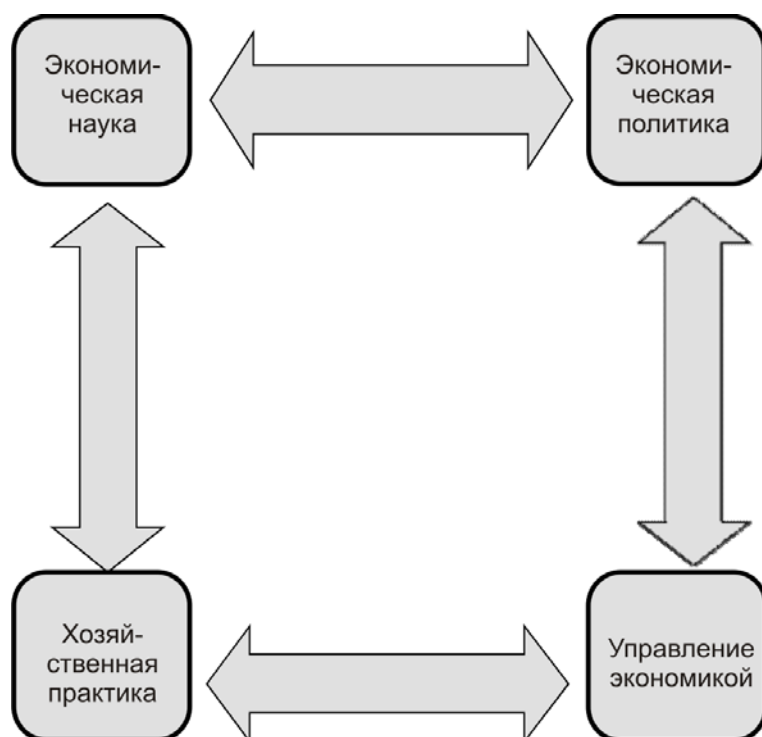 Экономи-
ческая
наука
Экономи-
ческая
политика
Хозяй-
ственная
практика
Управление
экономикой